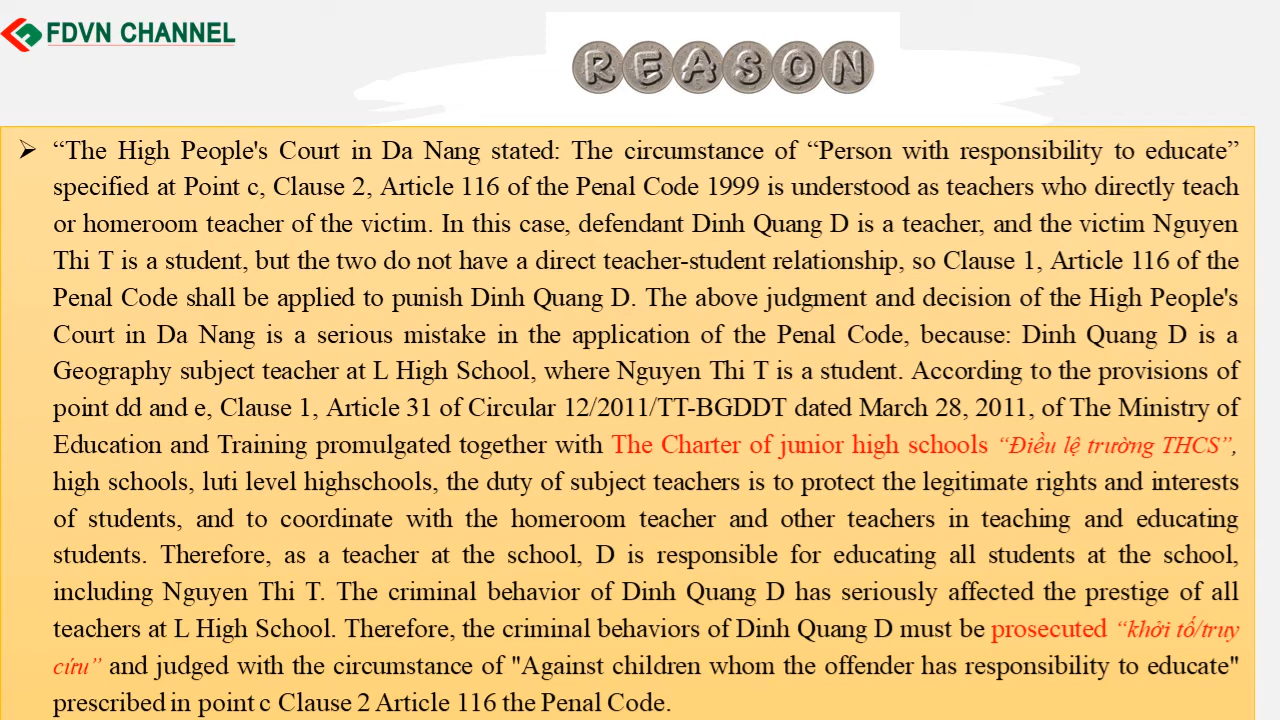 FDVN CHANNEL
REASON
➢ “The High People's Court in Da Nang stated: The circumstance of “Person with responsibility to educate”
specified at Point c, Clause 2, Article 116 of the Penal Code 1999 is understood as teachers who directly teach
or homeroom teacher of the victim. In this case, defendant Dinh Quang D is a teacher, and the victim Nguyen
Thi T is a student, but the two do not have a direct teacher-student relationship, so Clause 1, Article 116 of the
Penal Code shall be applied to punish Dinh Quang D. The above judgment and decision of the High People's
Court in Da Nang is a serious mistake in the application of the Penal Code, because: Dinh Quang D is a
Geography subject teacher at L High School, where Nguyen Thi T is a student. According to the provisions of
point dd and e, Clause 1, Article 31 of Circular 12/2011/TT-BGDDT dated March 28, 2011, of The Ministry of
Education and Training promulgated together with The Charter of junior high schools “Điều lệ trường THCS”,
high schools, luti level highschools, the duty of subject teachers is to protect the legitimate rights and interests
of students, and to coordinate with the homeroom teacher and other teachers in teaching and educating
students. Therefore, as a teacher at the school, D is responsible for educating all students at the school,
including Nguyen Thi T. The criminal behavior of Dinh Quang D has seriously affected the prestige of all
teachers at L High School. Therefore, the criminal behaviors of Dinh Quang D must be prosecuted “khởi tố/truy
cứu” and judged with the circumstance of "Against children whom the offender has responsibility to educate"
prescribed in point c Clause 2 Article 116 the Penal Code.